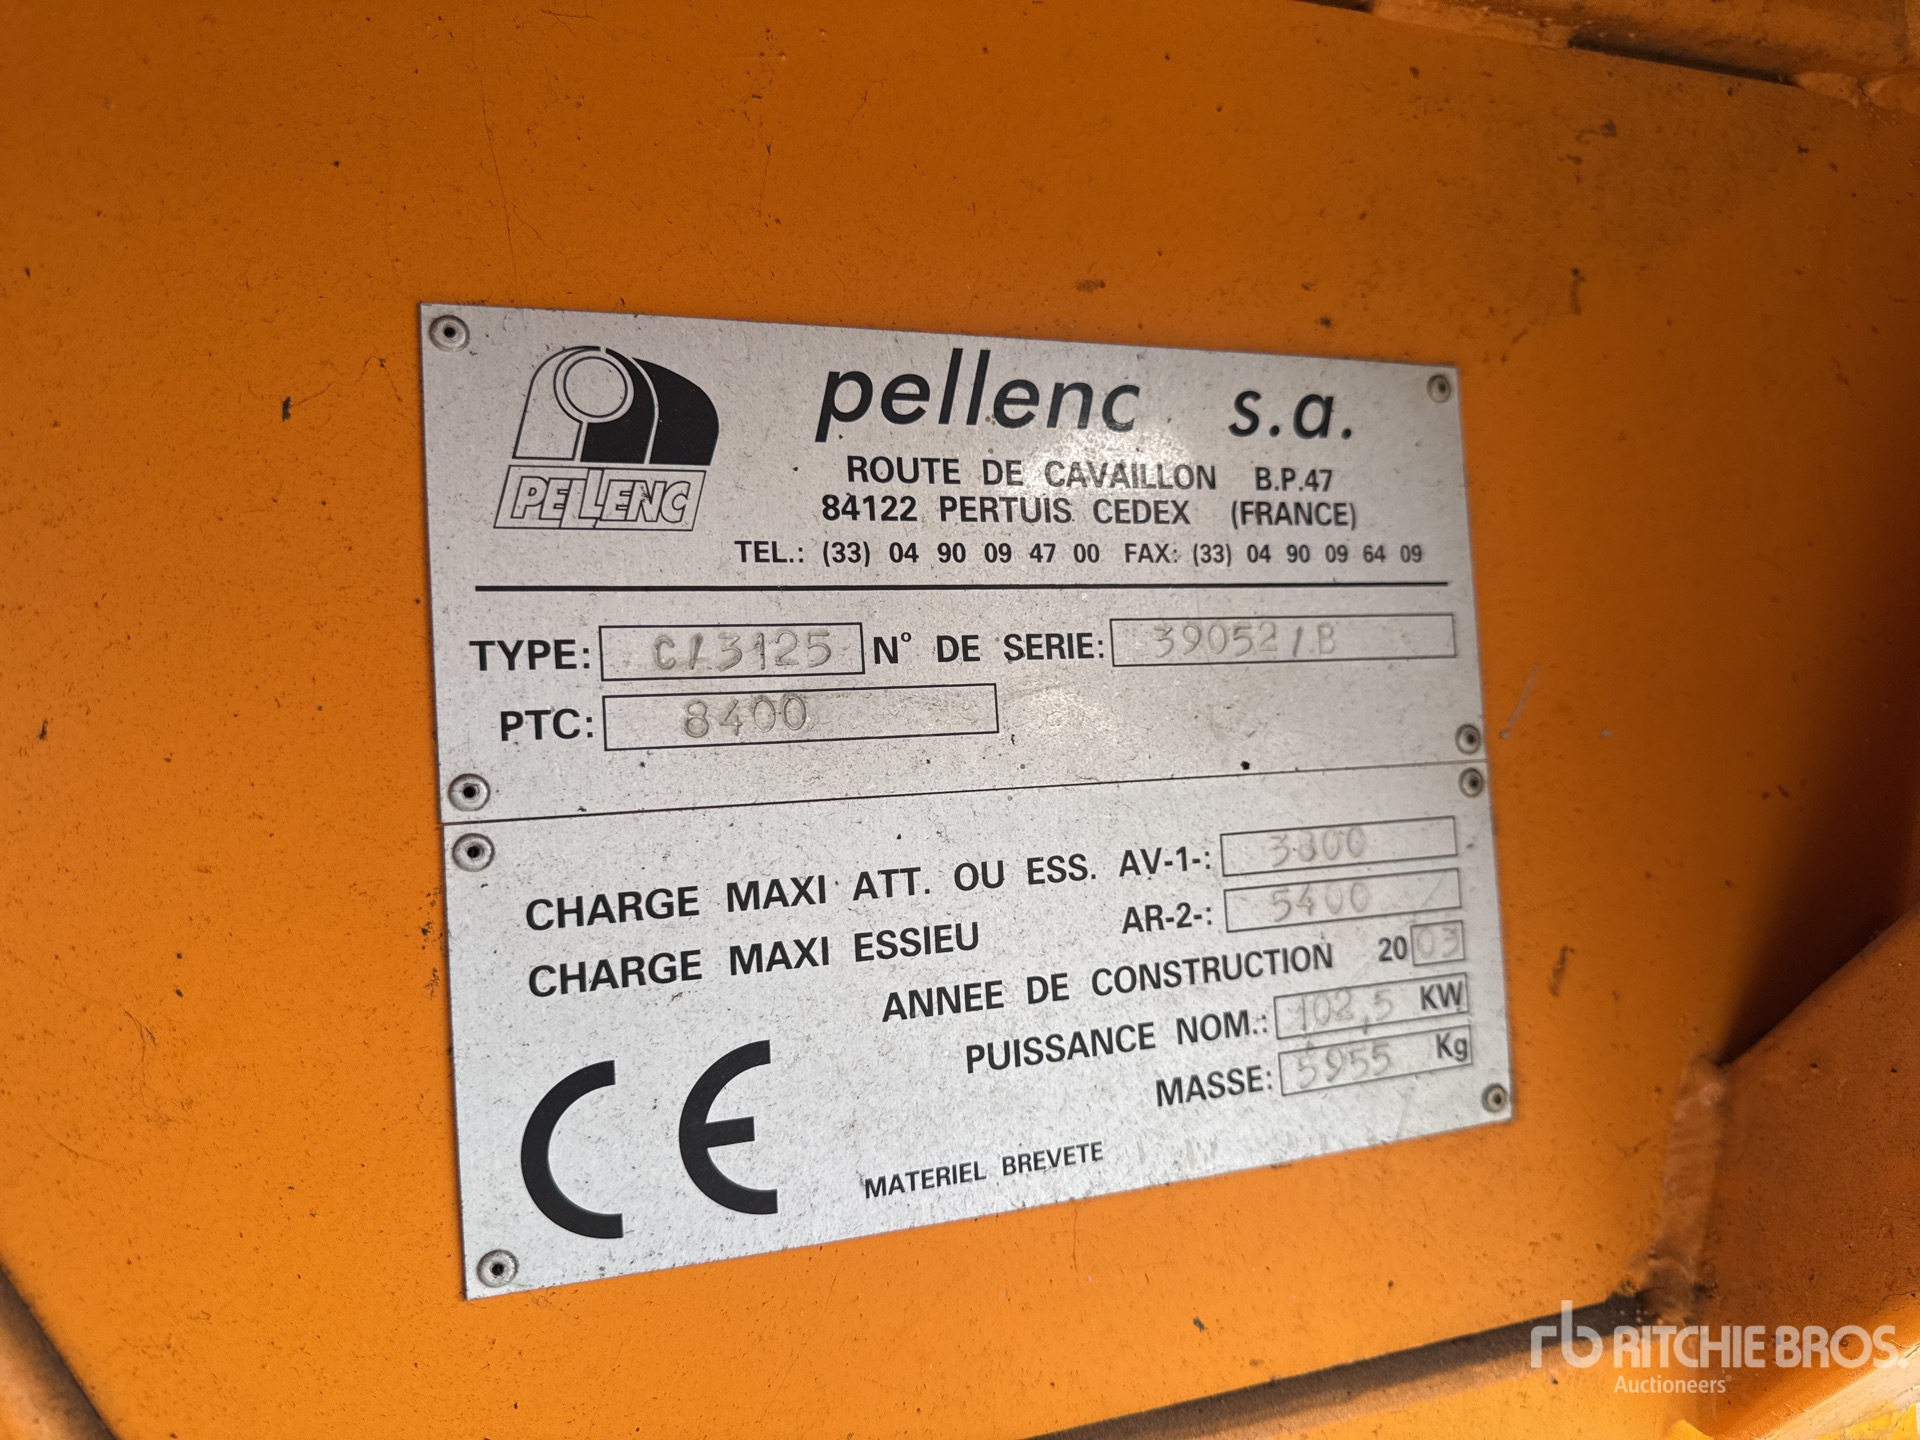 PELLENC
pellenc s.a.
ROUTE DE CAVAILLON B.P.47
84122 PERTUIS CEDEX (FRANCE)
TEL.: (33) 04 90 09 47 00 FAX: (33) 04 90 09 64 09
TYPE: C/3125 N° DE SERIE: 39052/B
PTC: 8400
CHARGE MAXI ATT. OU ESS. AV-1-: 3800
CHARGE MAXI ESSIEU AR-2-: 5400
ANNEE DE CONSTRUCTION 2003
PUISSANCE NOM.: 102,5 KW
MASSE: 5955 Kg
CE
MATERIEL BREVETE
rb RITCHIE BROS.
Auctioneers